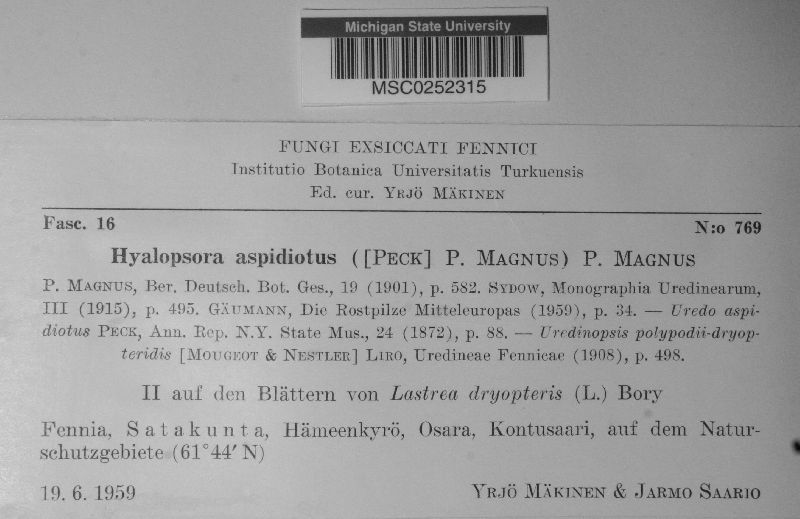 Michigan State University
MSC0252315
FUNGI EXSICCATI FENNICI
Institutio Botanica Universitatis Turkuensis
Ed. cur. YRJÖ MÄKINEN
Fasc. 16 N:o 769
Hyalopsora aspidiotus ([PECK] P. MAGNUS) P. MAGNUS
P. MAGNUS, Ber. Deutsch. Bot. Ges., 19 (1901), p. 582. SYDOW, Monographia Uredinearum,
III (1915), p. 495. GÄUMANN, Die Rostpilze Mitteleuropas (1959), p. 34. — Uredo aspi-
diotus PECK, Ann. Rep. N.Y. State Mus., 24 (1872), p. 88. — Uredinopsis polypodii-dryop-
teridis [MOUGEOT & NESTLER] LIRO, Uredineae Fennicae (1908), p. 498.
II auf den Blättern von Lastrea dryopteris (L.) Bory
Fennia, Satakunta, Hämeenkyrö, Osara, Kontusaari, auf dem Natur-
schutzgebiete (61°44′ N)
19. 6. 1959 YRJÖ MÄKINEN & JARMO SAARIO